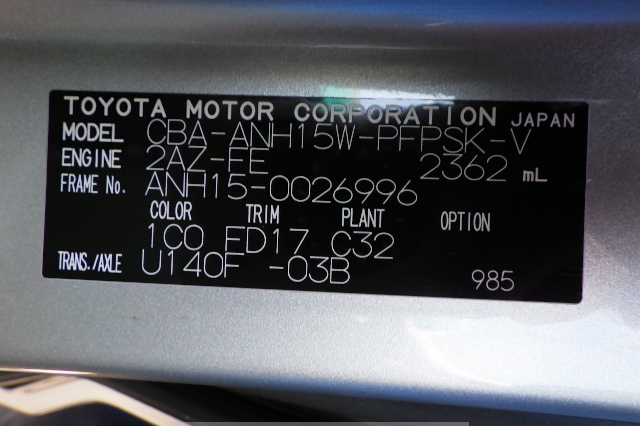 TOYOTA MOTOR CORPORATION JAPAN
MODEL CBA-ANH15W-PFPSK-V
ENGINE 2AZ-FE 2362 mL
FRAME No. ANH15-0026996
COLOR TRIM PLANT OPTION
1C0 FD17 C32
TRANS./AXLE U140F -03B 985